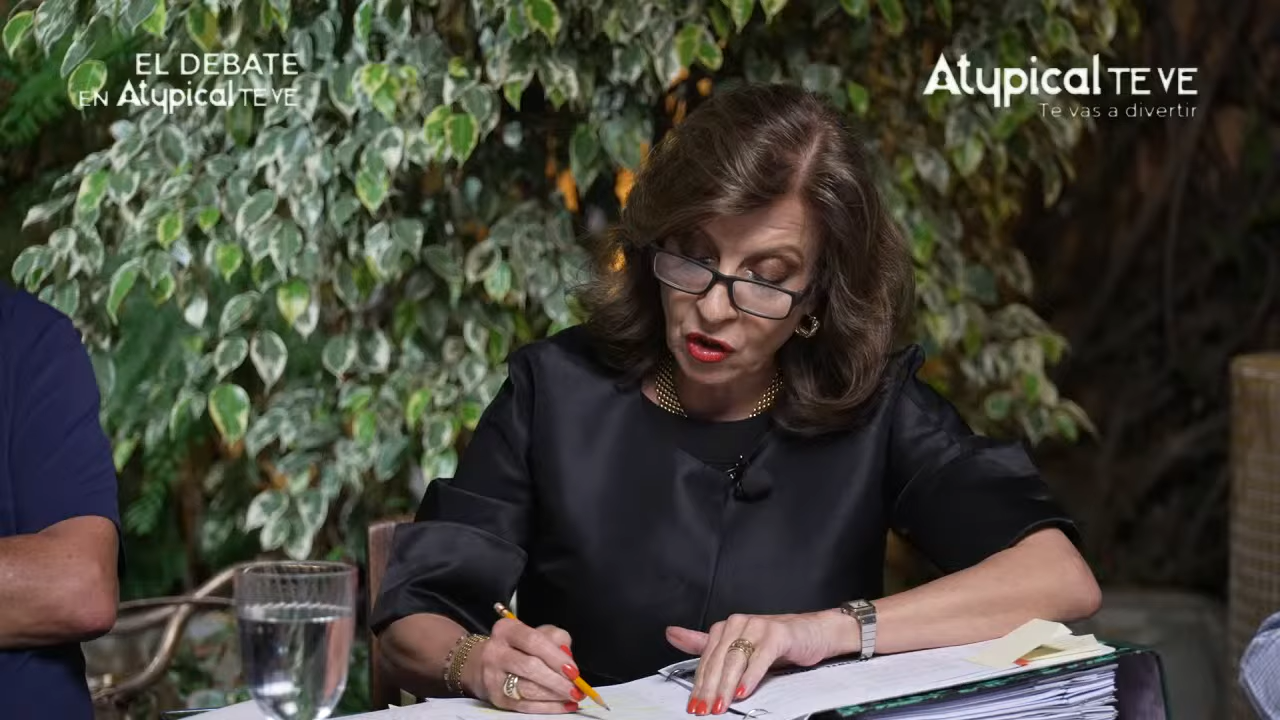 EL DEBATE
EN Atypical TE VE
Atypical TE VE
Te vas a divertir